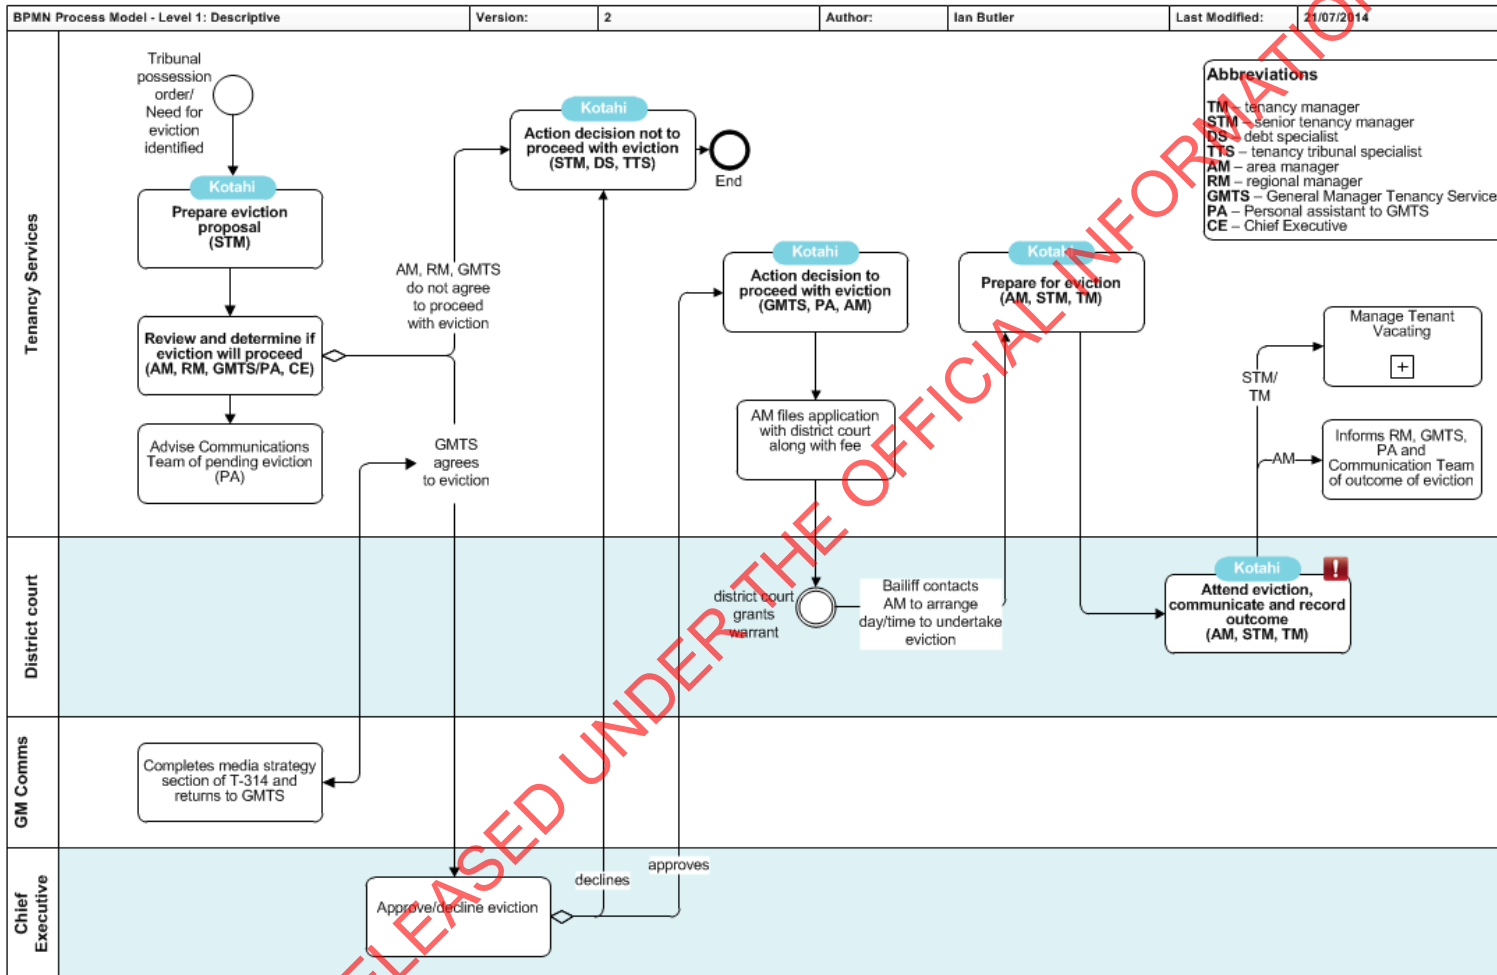 BPMN Process Model - Level 1: Descriptive
Version:
2
Author:
Ian Butler
Last Modified:
21/07/2014
Tenancy Services
Tribunal
possession
order/
Need for
eviction
identified
Kotahi
Prepare eviction
proposal
(STM)
Review and determine if
eviction will proceed
(AM, RM, GMTS/PA, CE)
Advise Communications
Team of pending eviction
(PA)
AM, RM, GMTS
do not agree
to proceed
with eviction
GMTS
agrees
to eviction
Kotahi
Action decision not to
proceed with eviction
(STM, DS, TTS)
End
Kotahi
Action decision to
proceed with eviction
(GMTS, PA, AM)
AM files application
with district court
along with fee
Kotahi
Prepare for eviction
(AM, STM, TM)
Abbreviations
TM – tenancy manager
STM – senior tenancy manager
DS – debt specialist
TTS – tenancy tribunal specialist
AM – area manager
RM – regional manager
GMTS – General Manager Tenancy Service
PA – Personal assistant to GMTS
CE – Chief Executive
Manage Tenant
Vacating
STM/
TM
AM
Informs RM, GMTS,
PA and
Communication Team
of outcome of eviction
District court
district court
grants
warrant
Bailiff contacts
AM to arrange
day/time to undertake
eviction
Kotahi
!
Attend eviction,
communicate and record
outcome
(AM, STM, TM)
GM Comms
Completes media strategy
section of T-314 and
returns to GMTS
Chief
Executive
Approve/decline eviction
declines
approves
RELEASED UNDER THE OFFICIAL INFORMATION